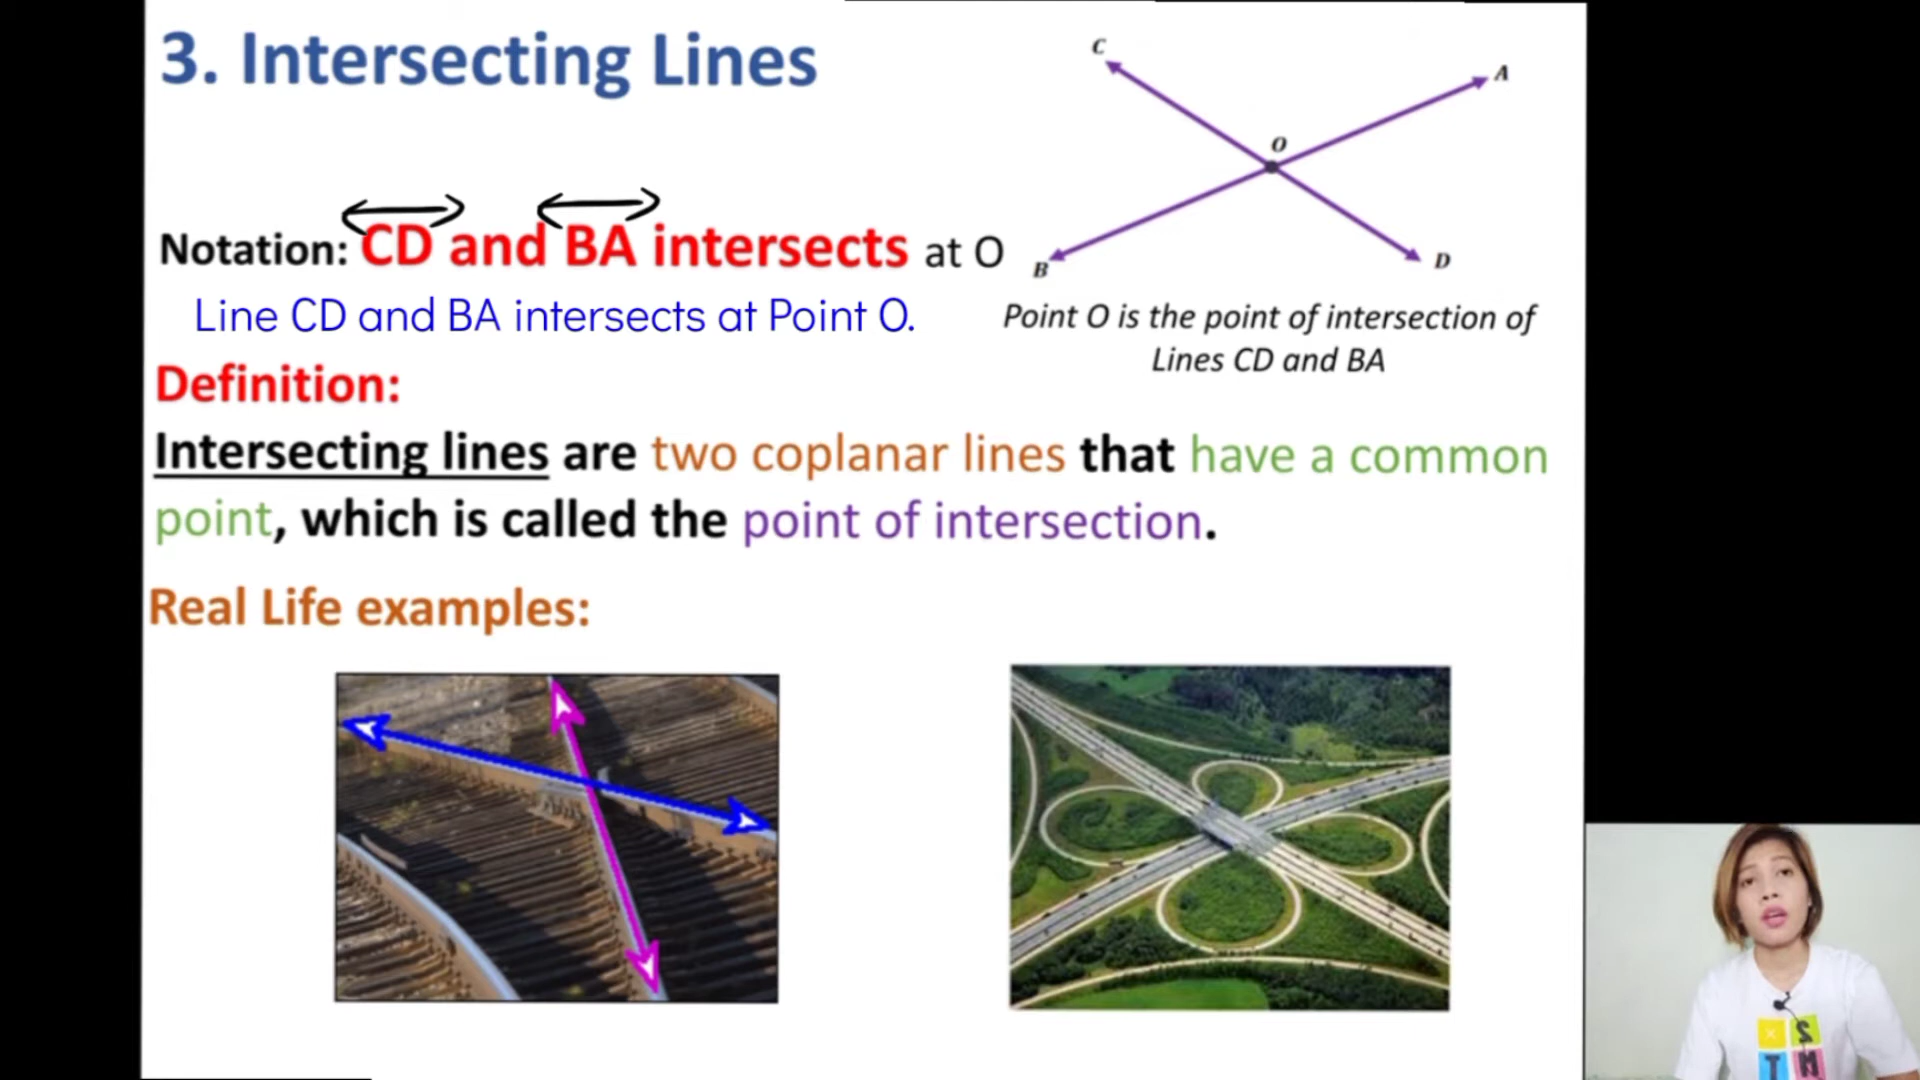 3. Intersecting Lines
C
A
O
B
D
Notation: CD and BA intersects at O
Line CD and BA intersects at Point O.
Point O is the point of intersection of
Lines CD and BA
Definition:
Intersecting lines are two coplanar lines that have a common
point, which is called the point of intersection.
Real Life examples: